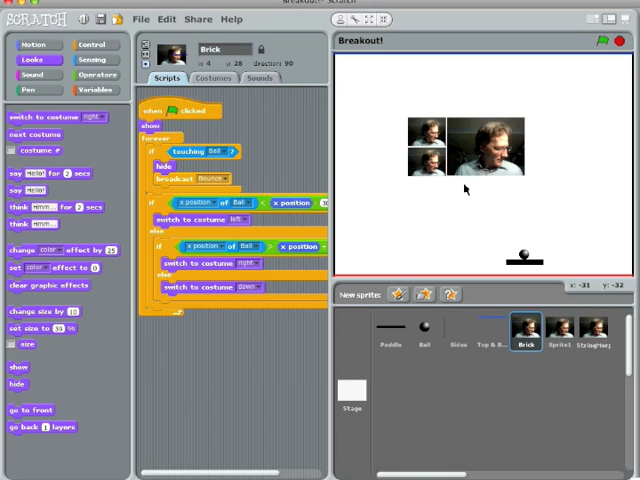 Breakout! - Scratch
SCRATCH File Edit Share Help
Motion Control
Looks Sensing
Sound Operators
Pen Variables
switch to costume right
next costume
costume #
say Hello! for 2 secs
say Hello!
think Hmm... for 2 secs
think Hmm...
change color effect by 25
set color effect to 0
clear graphic effects
change size by 10
set size to 39 %
size
show
hide
go to front
go back 1 layers
Brick
x: 4 y: 28 direction: 90
Scripts Costumes Sounds
when clicked
show
forever
if touching Ball ?
hide
broadcast Bounce
if x position of Ball < x position
switch to costume left
else
if x position of Ball > x position
switch to costume right
else
switch to costume down
Breakout!
x: -31 y: -32
New sprite:
Paddle Ball Sides Top & B... Brick Sprite1
Stage